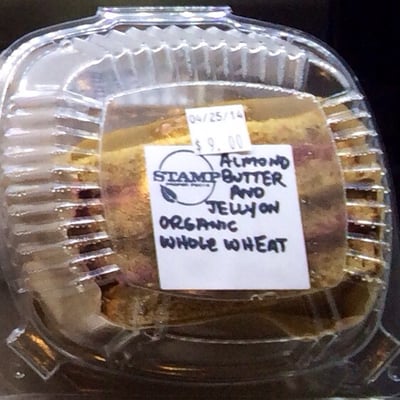 04/25/14
$9.00
STAMP
ALMOND
BUTTER
AND
JELLY ON
ORGANIC
WHOLE WHEAT